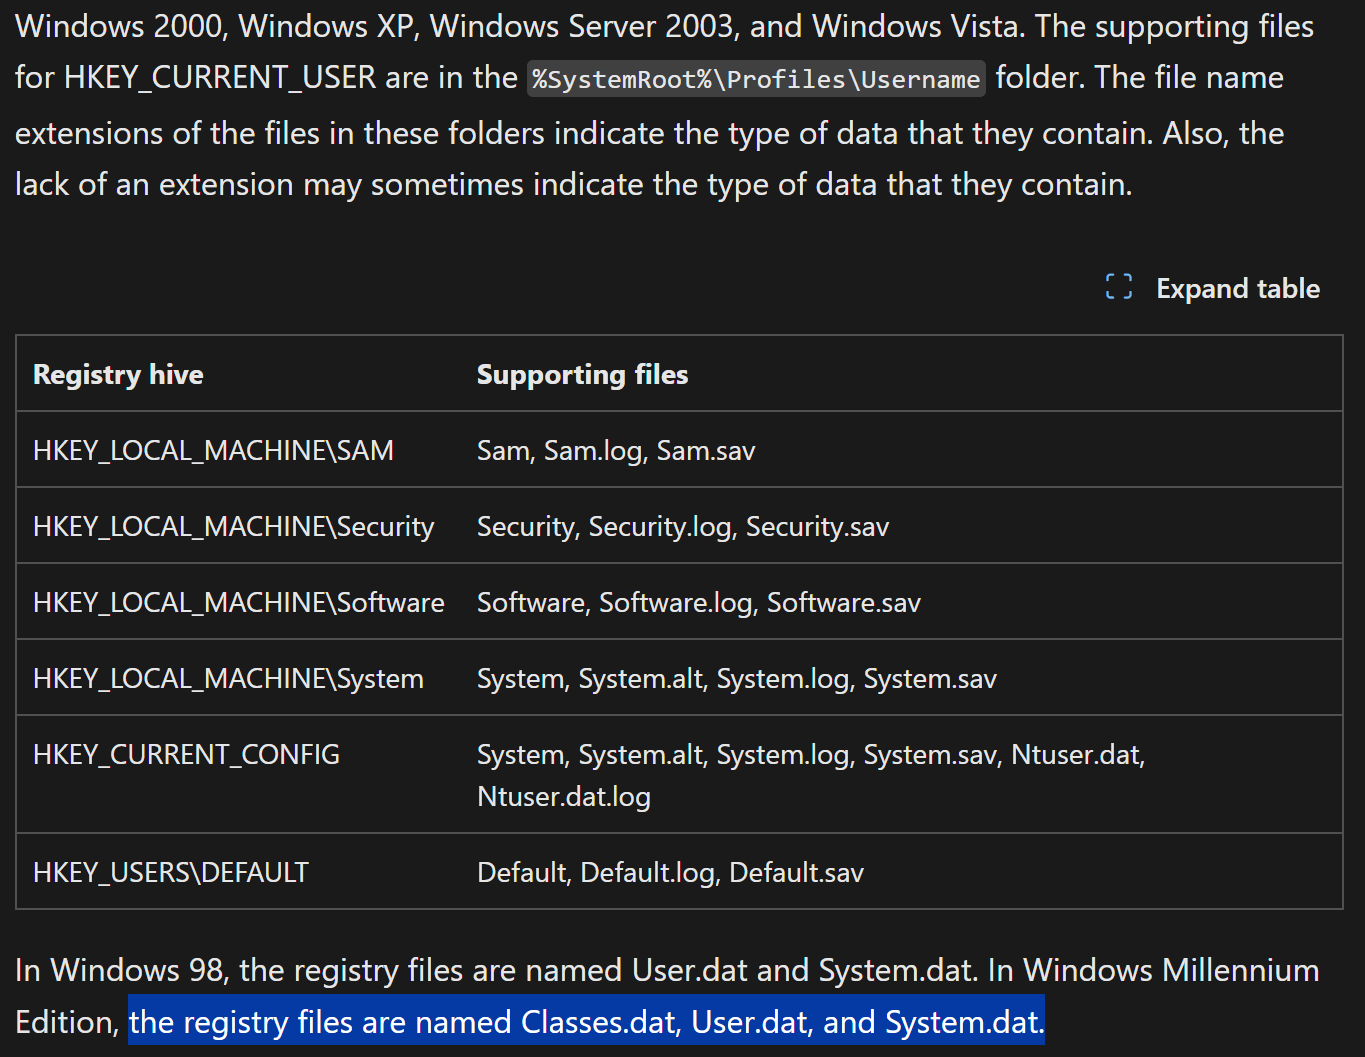 Windows 2000, Windows XP, Windows Server 2003, and Windows Vista. The supporting files
for HKEY_CURRENT_USER are in the %SystemRoot%\Profiles\Username folder. The file name
extensions of the files in these folders indicate the type of data that they contain. Also, the
lack of an extension may sometimes indicate the type of data that they contain.
Expand table
Registry hive Supporting files
HKEY_LOCAL_MACHINE\SAM Sam, Sam.log, Sam.sav
HKEY_LOCAL_MACHINE\Security Security, Security.log, Security.sav
HKEY_LOCAL_MACHINE\Software Software, Software.log, Software.sav
HKEY_LOCAL_MACHINE\System System, System.alt, System.log, System.sav
HKEY_CURRENT_CONFIG System, System.alt, System.log, System.sav, Ntuser.dat,
Ntuser.dat.log
HKEY_USERS\DEFAULT Default, Default.log, Default.sav
In Windows 98, the registry files are named User.dat and System.dat. In Windows Millennium
Edition, the registry files are named Classes.dat, User.dat, and System.dat.